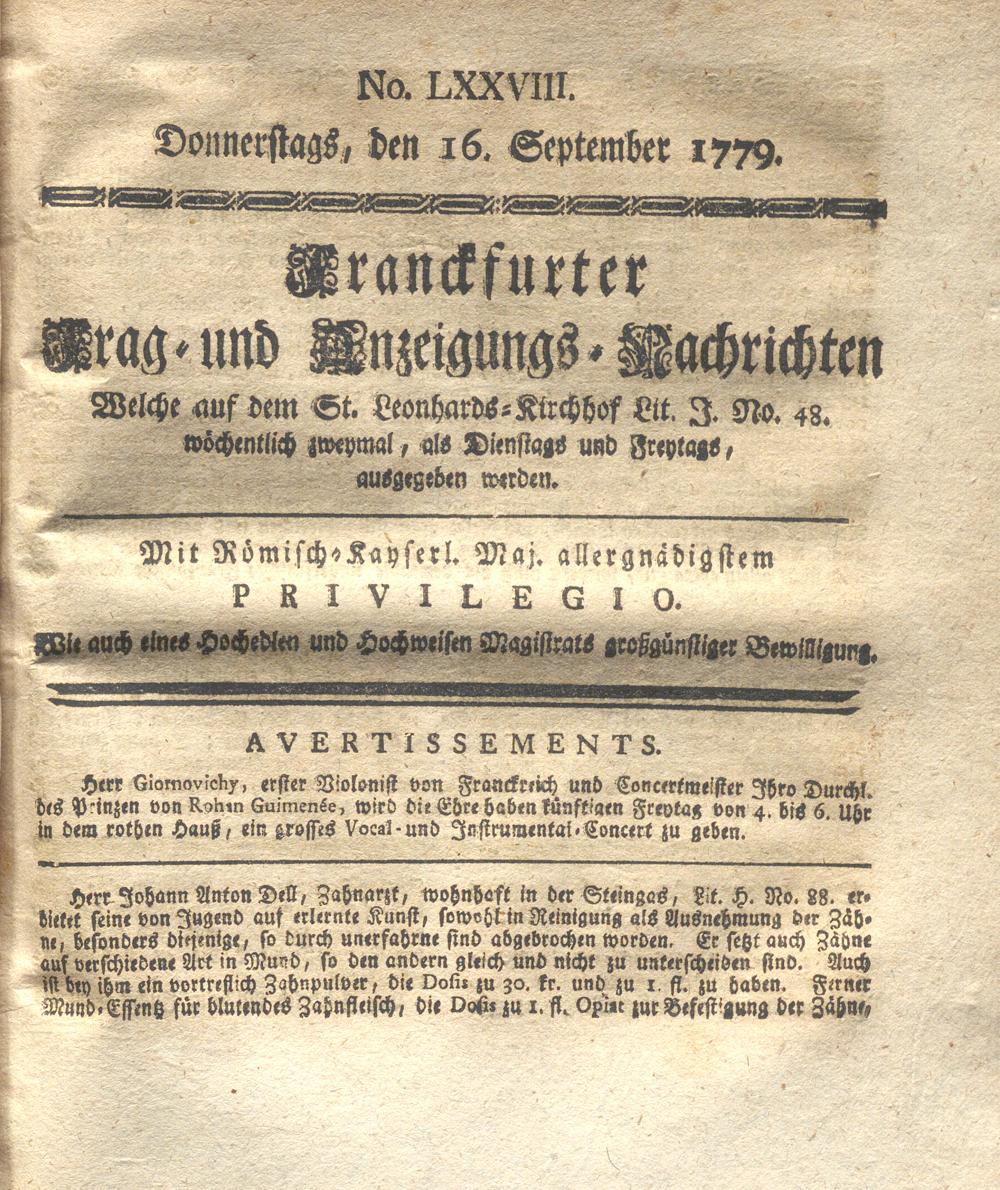 No. LXXVIII.
Donnerstags, den 16. September 1779.
Franckfurter
Frag-und Anzeigungs-Nachrichten
Welche auf dem St. Leonhards-Kirchhof Lit. J. No. 48.
wöchentlich zweymal, als Dienstags und Freytags,
ausgegeben werden.
Mit Römisch-Kayserl. Maj. allergnädigstem
PRIVILEGIO.
Wie auch eines Hochedlen und Hochweisen Magistrats großgünstiger Bewilligung.
AVERTISSEMENTS.
Herr Giornovichy, erster Violonist von Franckreich und Concertmeister Ihro Durchl.
des Prinzen von Rohan Guimenée, wird die Ehre haben künftigen Freytag von 4. bis 6. Uhr
in dem rothen Hauß, ein grosses Vocal-und Instrumental-Concert zu geben.
Herr Johann Anton Dell, Zahnarzt, wohnhaft in der Steingas, Lit. H. No. 88. er-
bietet seine von Jugend auf erlernte Kunst, sowohl in Reinigung als Ausnehmung der Zäh-
ne, besonders diejenige, so durch unerfahrne sind abgebrochen worden. Er setzt auch Zähne
auf verschiedene Art in Mund, so den andern gleich und nicht zu unterscheiden sind. Auch
ist bey ihm ein vortreflich Zahnpulver, die Dosis zu 30. kr. und zu 1. fl. zu haben. Ferner
Mund-Essentz für blutendes Zahnfleisch, die Dosis zu 1. fl. Opiat zur Befestigung der Zähne,